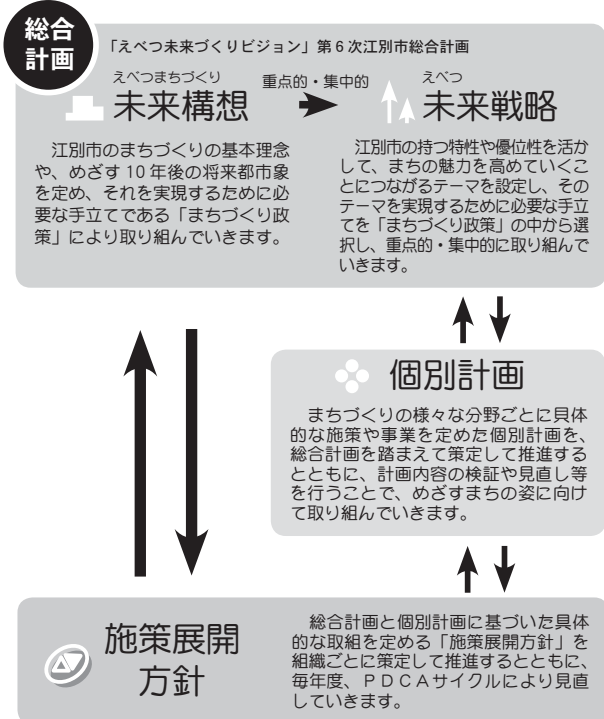 総合
計画
「えべつ未来づくりビジョン」第6次江別市総合計画
えべつまちづくり
未来構想
重点的・集中的
えべつ
未来戦略
江別市のまちづくりの基本理念
や、めざす10年後の将来都市象
を定め、それを実現するために必
要な手立てである「まちづくり政
策」により取り組んでいきます。
江別市の持つ特性や優位性を活か
して、まちの魅力を高めていくこ
とにつながるテーマを設定し、その
テーマを実現するために必要な手立
てを「まちづくり政策」の中から選
択し、重点的・集中的に取り組んで
いきます。
個別計画
まちづくりの様々な分野ごとに具体
的な施策や事業を定めた個別計画を、
総合計画を踏まえて策定して推進する
とともに、計画内容の検証や見直し等
を行うことで、めざすまちの姿に向け
て取り組んでいきます。
施策展開
方針
総合計画と個別計画に基づいた具体
的な取組を定める「施策展開方針」を
組織ごとに策定して推進するとともに、
毎年度、ＰＤＣＡサイクルにより見直
していきます。